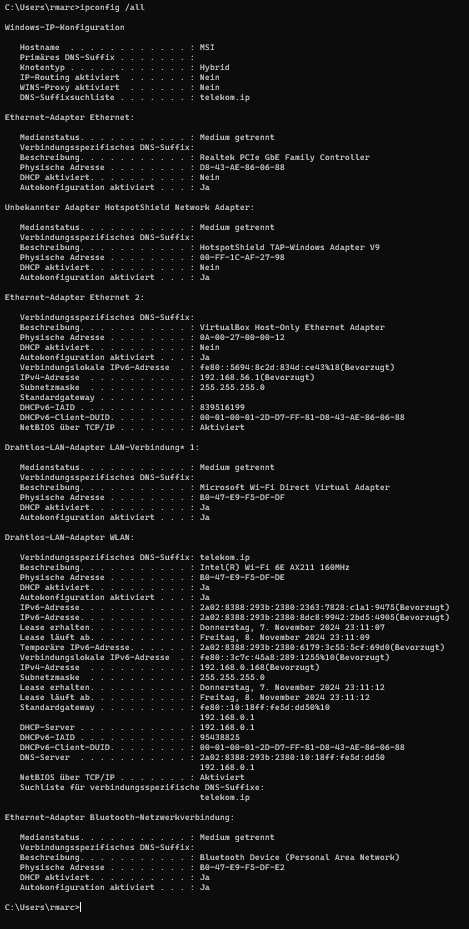 C:\Users\rmarc>ipconfig /all
Windows-IP-Konfiguration
Hostname  . . . . . . . . . . . . : MSI
Primäres DNS-Suffix . . . . . . . :
Knotentyp . . . . . . . . . . . . : Hybrid
IP-Routing aktiviert  . . . . . . : Nein
WINS-Proxy aktiviert  . . . . . . : Nein
DNS-Suffixsuchliste . . . . . . . : telekom.ip
Ethernet-Adapter Ethernet:
Medienstatus. . . . . . . . . . . : Medium getrennt
Verbindungsspezifisches DNS-Suffix:
Beschreibung. . . . . . . . . . . : Realtek PCIe GbE Family Controller
Physische Adresse . . . . . . . . : D8-43-AE-86-06-88
DHCP aktiviert. . . . . . . . . . : Nein
Autokonfiguration aktiviert . . . : Ja
Unbekannter Adapter HotspotShield Network Adapter:
Medienstatus. . . . . . . . . . . : Medium getrennt
Verbindungsspezifisches DNS-Suffix:
Beschreibung. . . . . . . . . . . : HotspotShield TAP-Windows Adapter V9
Physische Adresse . . . . . . . . : 00-FF-1C-AF-27-98
DHCP aktiviert. . . . . . . . . . : Nein
Autokonfiguration aktiviert . . . : Ja
Ethernet-Adapter Ethernet 2:
Verbindungsspezifisches DNS-Suffix:
Beschreibung. . . . . . . . . . . : VirtualBox Host-Only Ethernet Adapter
Physische Adresse . . . . . . . . : 0A-00-27-00-00-12
DHCP aktiviert. . . . . . . . . . : Nein
Autokonfiguration aktiviert . . . : Ja
Verbindungslokale IPv6-Adresse  . : fe80::5694:8c2d:834d:ce43%18(Bevorzugt)
IPv4-Adresse  . . . . . . . . . . : 192.168.56.1(Bevorzugt)
Subnetzmaske  . . . . . . . . . . : 255.255.255.0
Standardgateway . . . . . . . . . :
DHCPv6-IAID . . . . . . . . . . . : 839516199
DHCPv6-Client-DUID. . . . . . . . : 00-01-00-01-2D-D7-FF-81-D8-43-AE-86-06-88
NetBIOS über TCP/IP . . . . . . . : Aktiviert
Drahtlos-LAN-Adapter LAN-Verbindung* 1:
Medienstatus. . . . . . . . . . . : Medium getrennt
Verbindungsspezifisches DNS-Suffix:
Beschreibung. . . . . . . . . . . : Microsoft Wi-Fi Direct Virtual Adapter
Physische Adresse . . . . . . . . : B0-47-E9-F5-DF-DF
DHCP aktiviert. . . . . . . . . . : Ja
Autokonfiguration aktiviert . . . : Ja
Drahtlos-LAN-Adapter WLAN:
Verbindungsspezifisches DNS-Suffix: telekom.ip
Beschreibung. . . . . . . . . . . : Intel(R) Wi-Fi 6E AX211 160MHz
Physische Adresse . . . . . . . . : B0-47-E9-F5-DF-DE
DHCP aktiviert. . . . . . . . . . : Ja
Autokonfiguration aktiviert . . . : Ja
IPv6-Adresse. . . . . . . . . . . : 2a02:8388:293b:2380:2363:7828:c1a1:9475(Bevorzugt)
IPv6-Adresse. . . . . . . . . . . : 2a02:8388:293b:2380:8dc8:9942:2bd5:4905(Bevorzugt)
Lease erhalten. . . . . . . . . . : Donnerstag, 7. November 2024 23:11:07
Lease läuft ab. . . . . . . . . . : Freitag, 8. November 2024 23:11:09
Temporäre IPv6-Adresse. . . . . . : 2a02:8388:293b:2380:6179:3c55:5cf:69d0(Bevorzugt)
Verbindungslokale IPv6-Adresse  . : fe80::3c7c:45a8:289:1255%10(Bevorzugt)
IPv4-Adresse  . . . . . . . . . . : 192.168.0.168(Bevorzugt)
Subnetzmaske  . . . . . . . . . . : 255.255.255.0
Lease erhalten. . . . . . . . . . : Donnerstag, 7. November 2024 23:11:12
Lease läuft ab. . . . . . . . . . : Freitag, 8. November 2024 23:11:12
Standardgateway . . . . . . . . . : fe80::10:18ff:fe5d:dd50%10
192.168.0.1
DHCP-Server . . . . . . . . . . . : 192.168.0.1
DHCPv6-IAID . . . . . . . . . . . : 95438825
DHCPv6-Client-DUID. . . . . . . . : 00-01-00-01-2D-D7-FF-81-D8-43-AE-86-06-88
DNS-Server  . . . . . . . . . . . : 2a02:8388:293b:2380:10:18ff:fe5d:dd50
192.168.0.1
NetBIOS über TCP/IP . . . . . . . : Aktiviert
Suchliste für verbindungsspezifische DNS-Suffixe:
telekom.ip
Ethernet-Adapter Bluetooth-Netzwerkverbindung:
Medienstatus. . . . . . . . . . . : Medium getrennt
Verbindungsspezifisches DNS-Suffix:
Beschreibung. . . . . . . . . . . : Bluetooth Device (Personal Area Network)
Physische Adresse . . . . . . . . : B0-47-E9-F5-DF-E2
DHCP aktiviert. . . . . . . . . . : Ja
Autokonfiguration aktiviert . . . : Ja
C:\Users\rmarc>